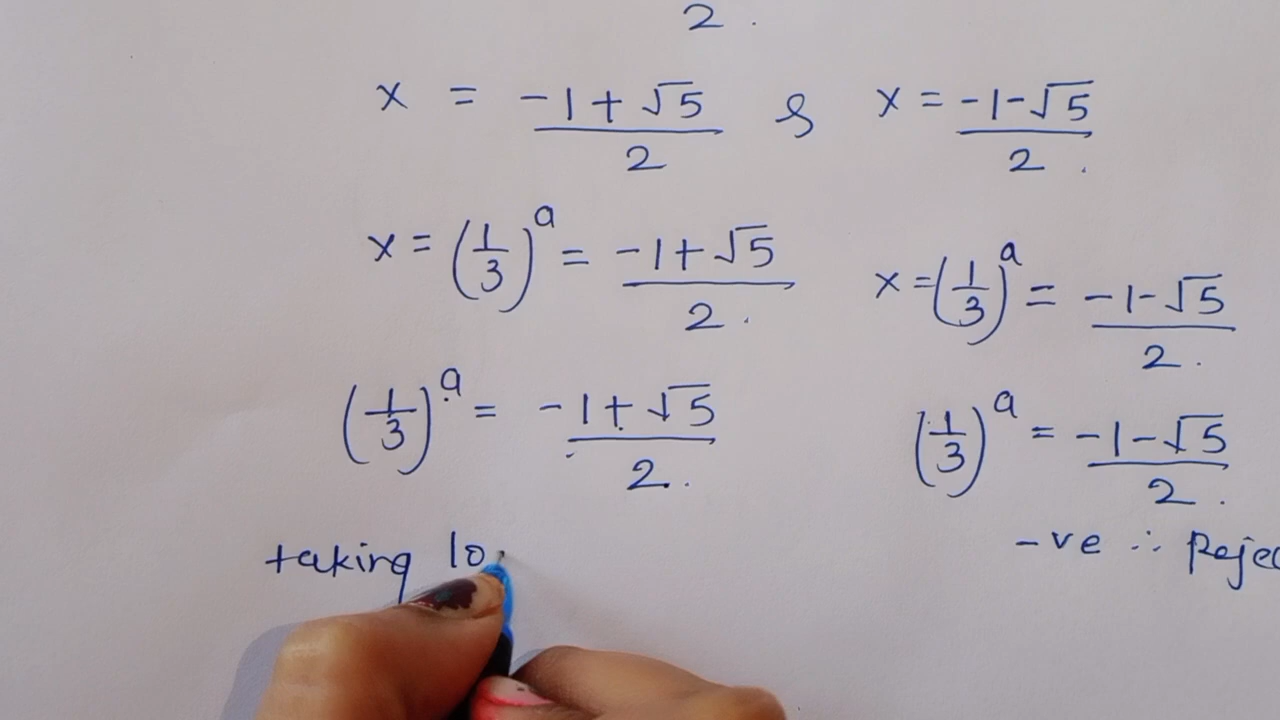 2.
x = (-1+√5)/2 & x = (-1-√5)/2.
x = (1/3)^a = (-1+√5)/2. x = (1/3)^a = (-1-√5)/2.
(1/3)^a = (-1+√5)/2. (1/3)^a = (-1-√5)/2.
taking lo -ve ∴ Rejec